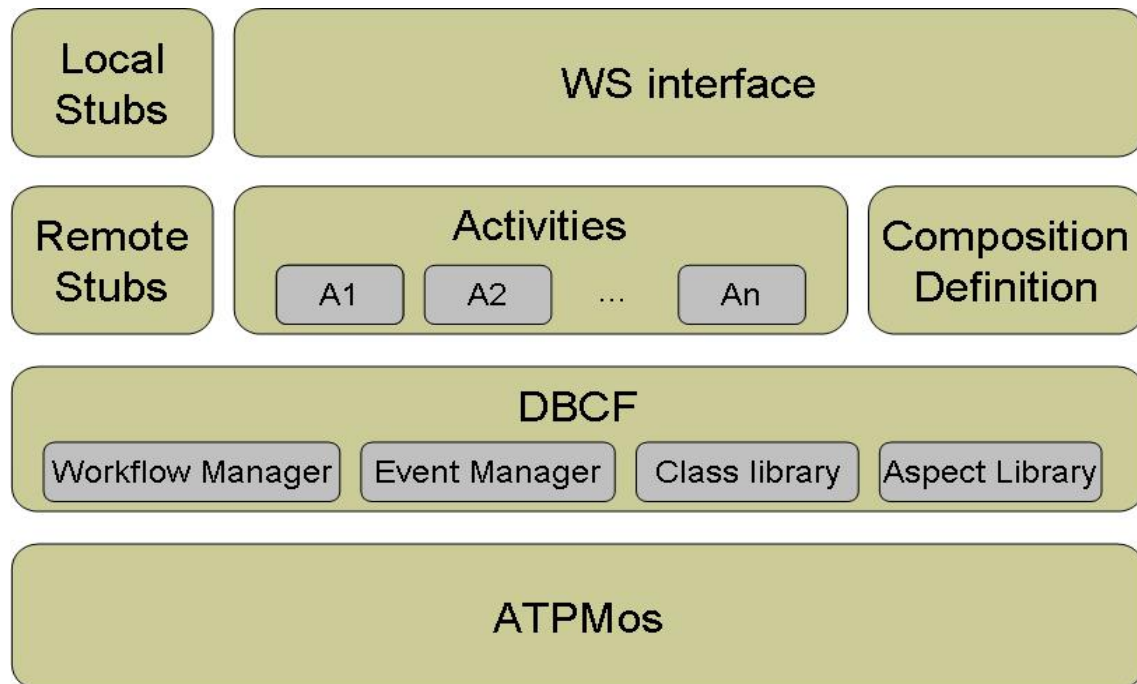 Local
Stubs
WS interface
Remote
Stubs
Activities
A1 A2 ... An
Composition
Definition
DBCF
Workflow Manager Event Manager Class library Aspect Library
ATPMos